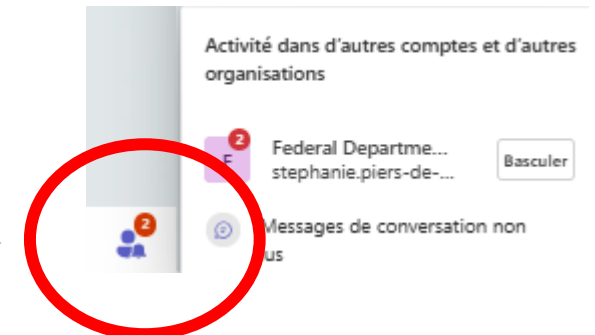 Activité dans d'autres comptes et d'autres
organisations
2
Federal Departme...
stephanie.piers-de-...
Basculer
2
Messages de conversation non
us